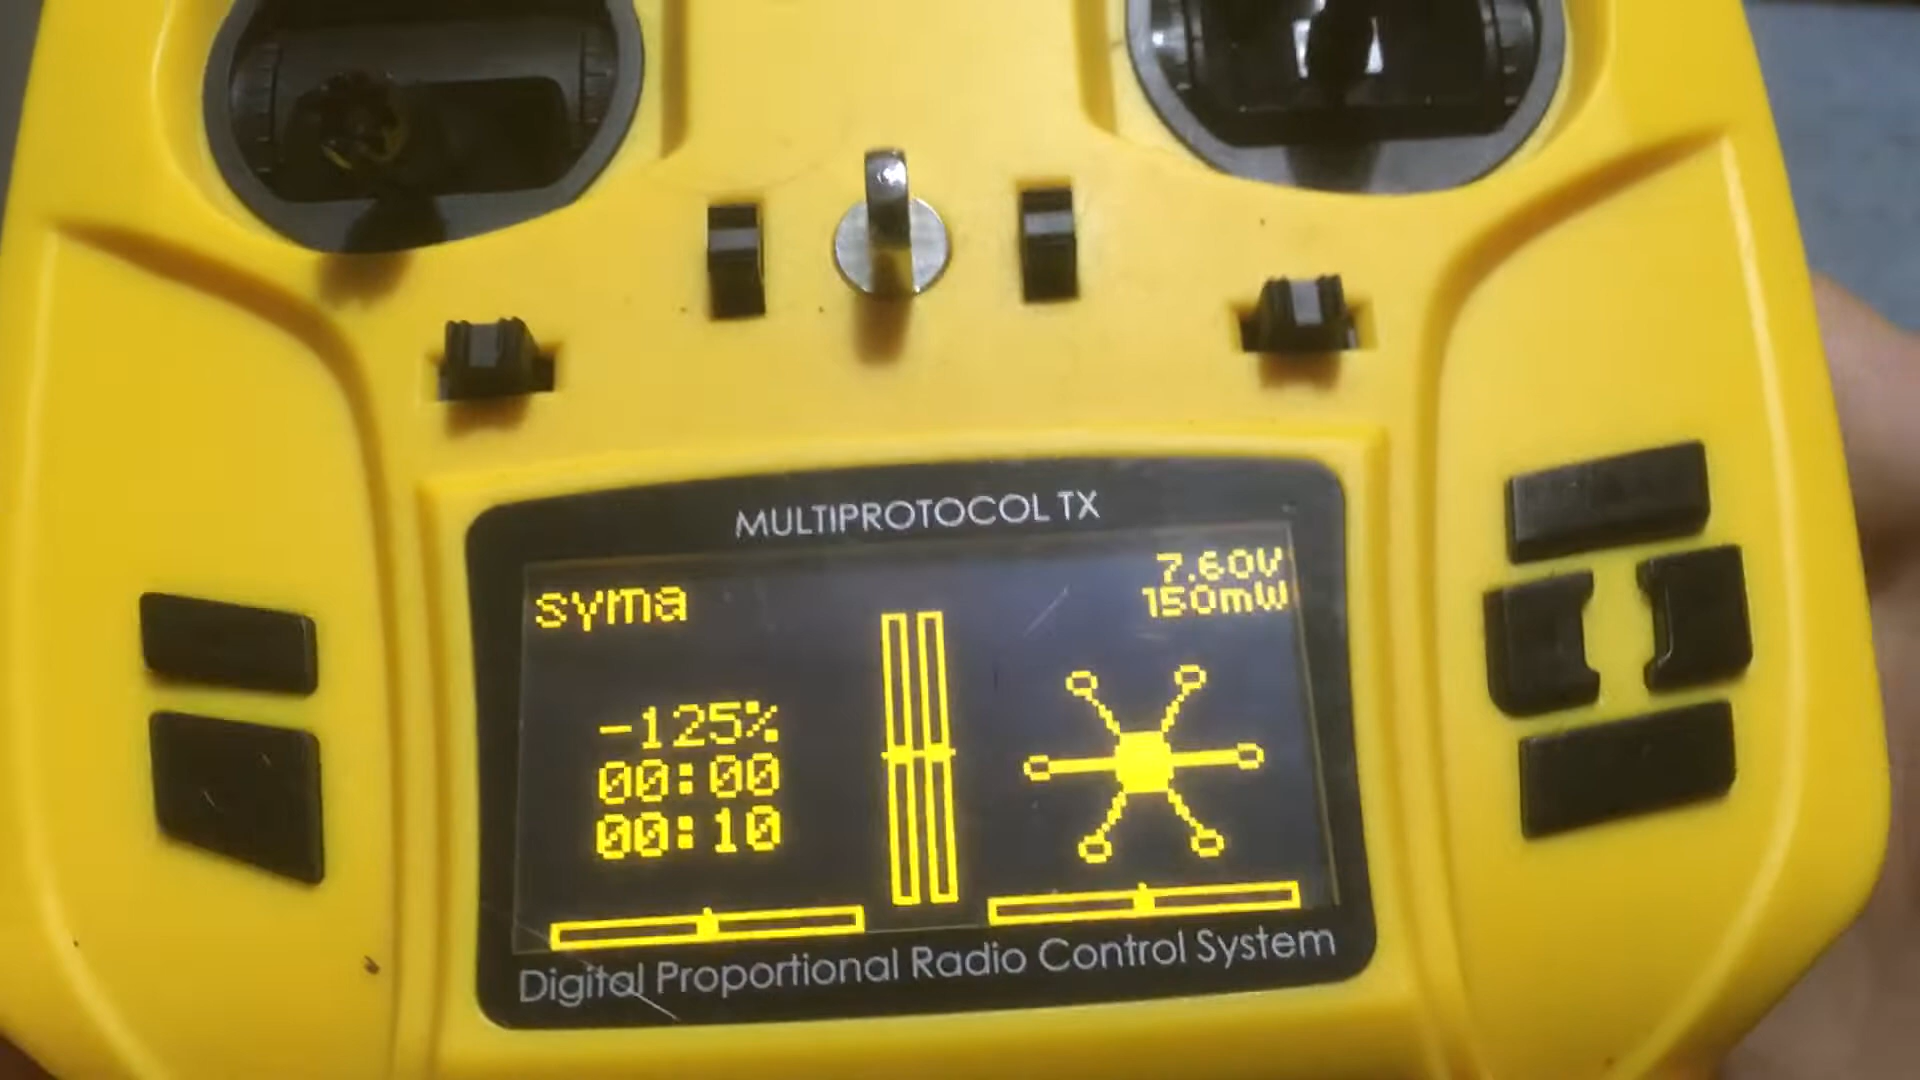 MULTIPROTOCOL TX
syma
7.60V
150mW
-125%
00:00
00:10
Digital Proportional Radio Control System